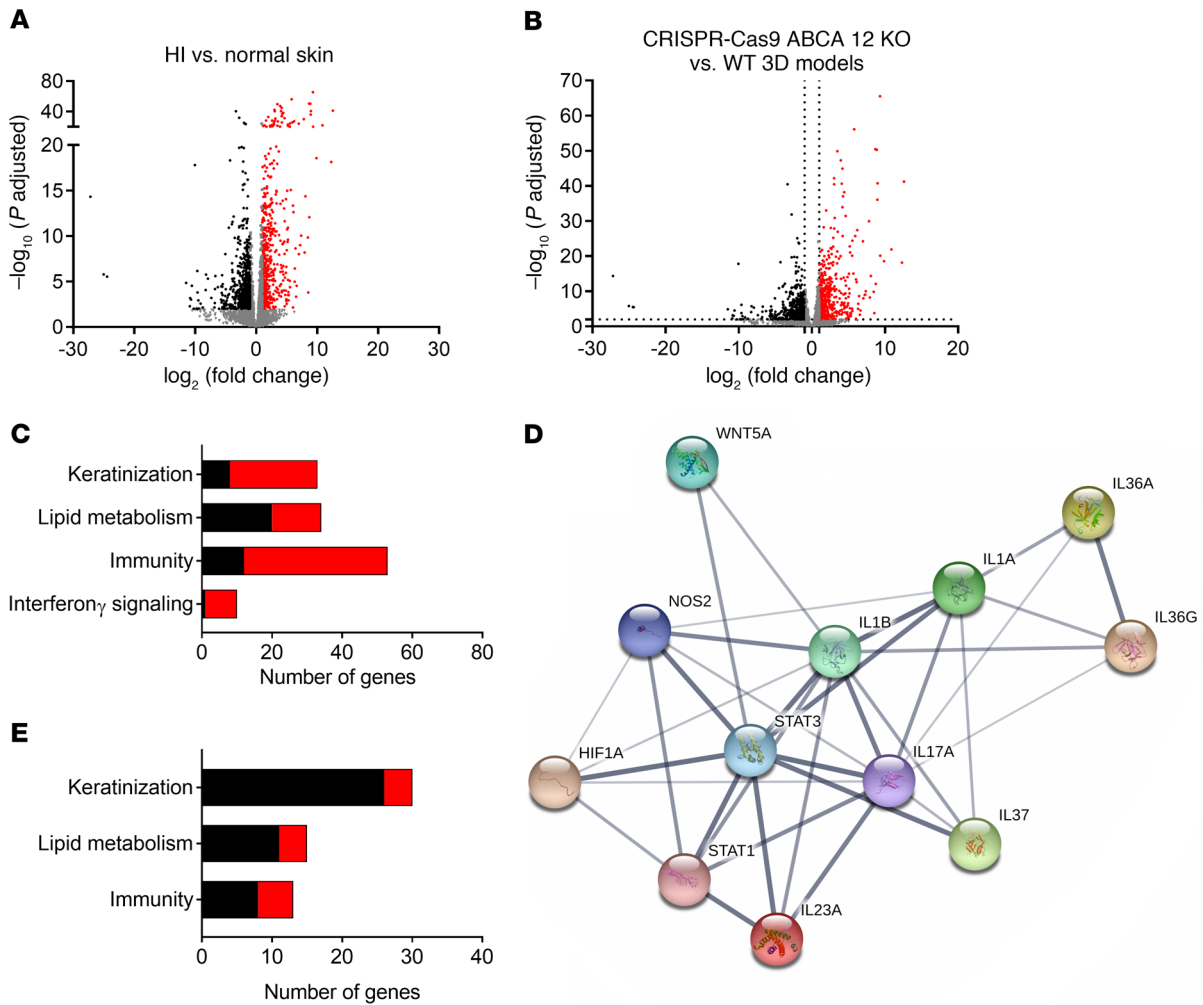 A
HI vs. normal skin
80
40
20
15
10
5
0
-30
-20
-10
0
10
20
30
–log10 (P adjusted)
log2 (fold change)
B
CRISPR-Cas9 ABCA 12 KO
vs. WT 3D models
70
60
50
40
30
20
10
0
-30
-20
-10
0
10
20
–log10 (P adjusted)
log2 (fold change)
C
Keratinization
Lipid metabolism
Immunity
Interferonγ signaling
0
20
40
60
80
Number of genes
D
WNT5A
IL36A
IL1A
NOS2
IL1B
IL36G
STAT3
HIF1A
IL17A
IL37
STAT1
IL23A
E
Keratinization
Lipid metabolism
Immunity
0
10
20
30
40
Number of genes